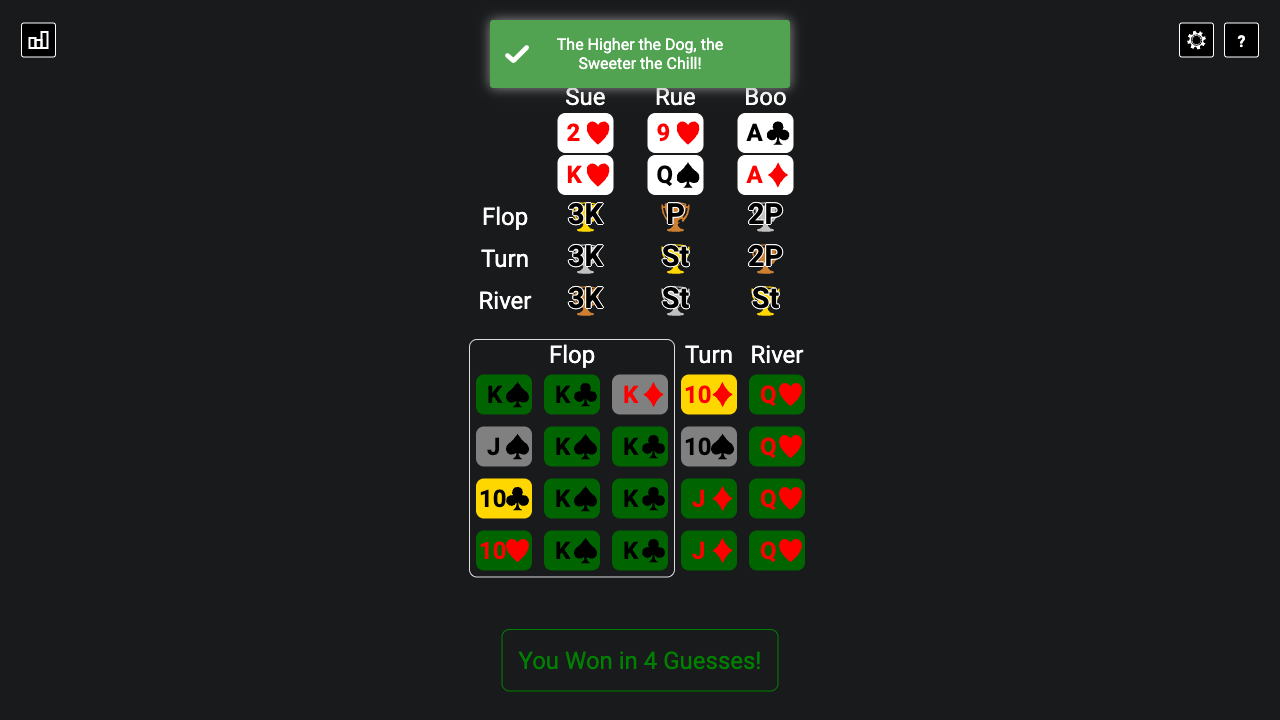 The Higher the Dog, the
Sweeter the Chill!
?
Sue Rue Boo
2 9 A
K Q A
Flop 3K P 2P
Turn 3K St 2P
River 3K St St
Flop Turn River
K K K 10 Q
J K K 10 Q
10 K K J Q
10 K K J Q
You Won in 4 Guesses!